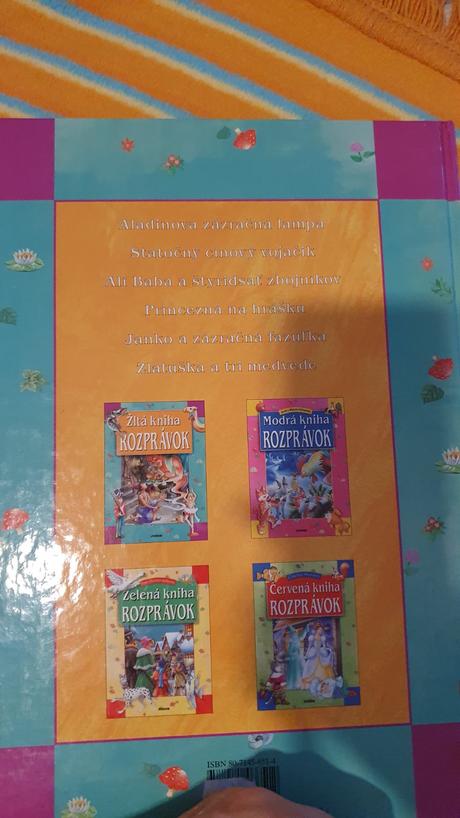 Aladinova zázračná lampa
Statočný cínový vojačik
Ali Baba a štyridsať zbojníkov
Princezná na hrášku
Janko a zázračná fazuľka
Zlatuška a tri medvede
Žltá kniha
ROZPRÁVOK
Modrá kniha
ROZPRÁVOK
Zelená kniha
ROZPRÁVOK
Červená kniha
ROZPRÁVOK